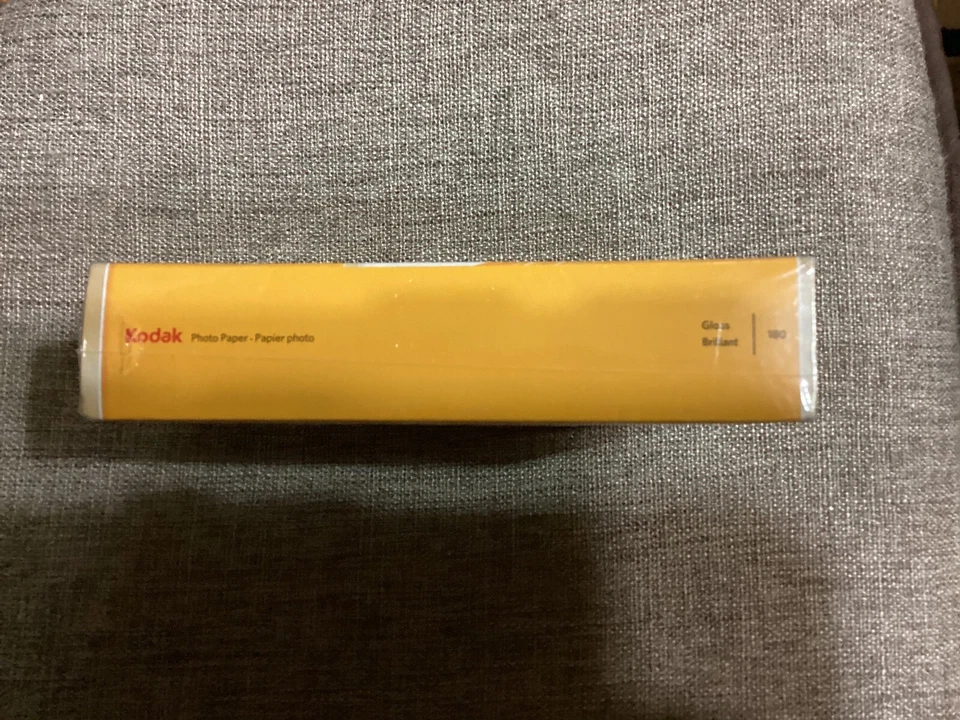 Kodak Photo Paper - Papier photo
Gloss
Brillant
180